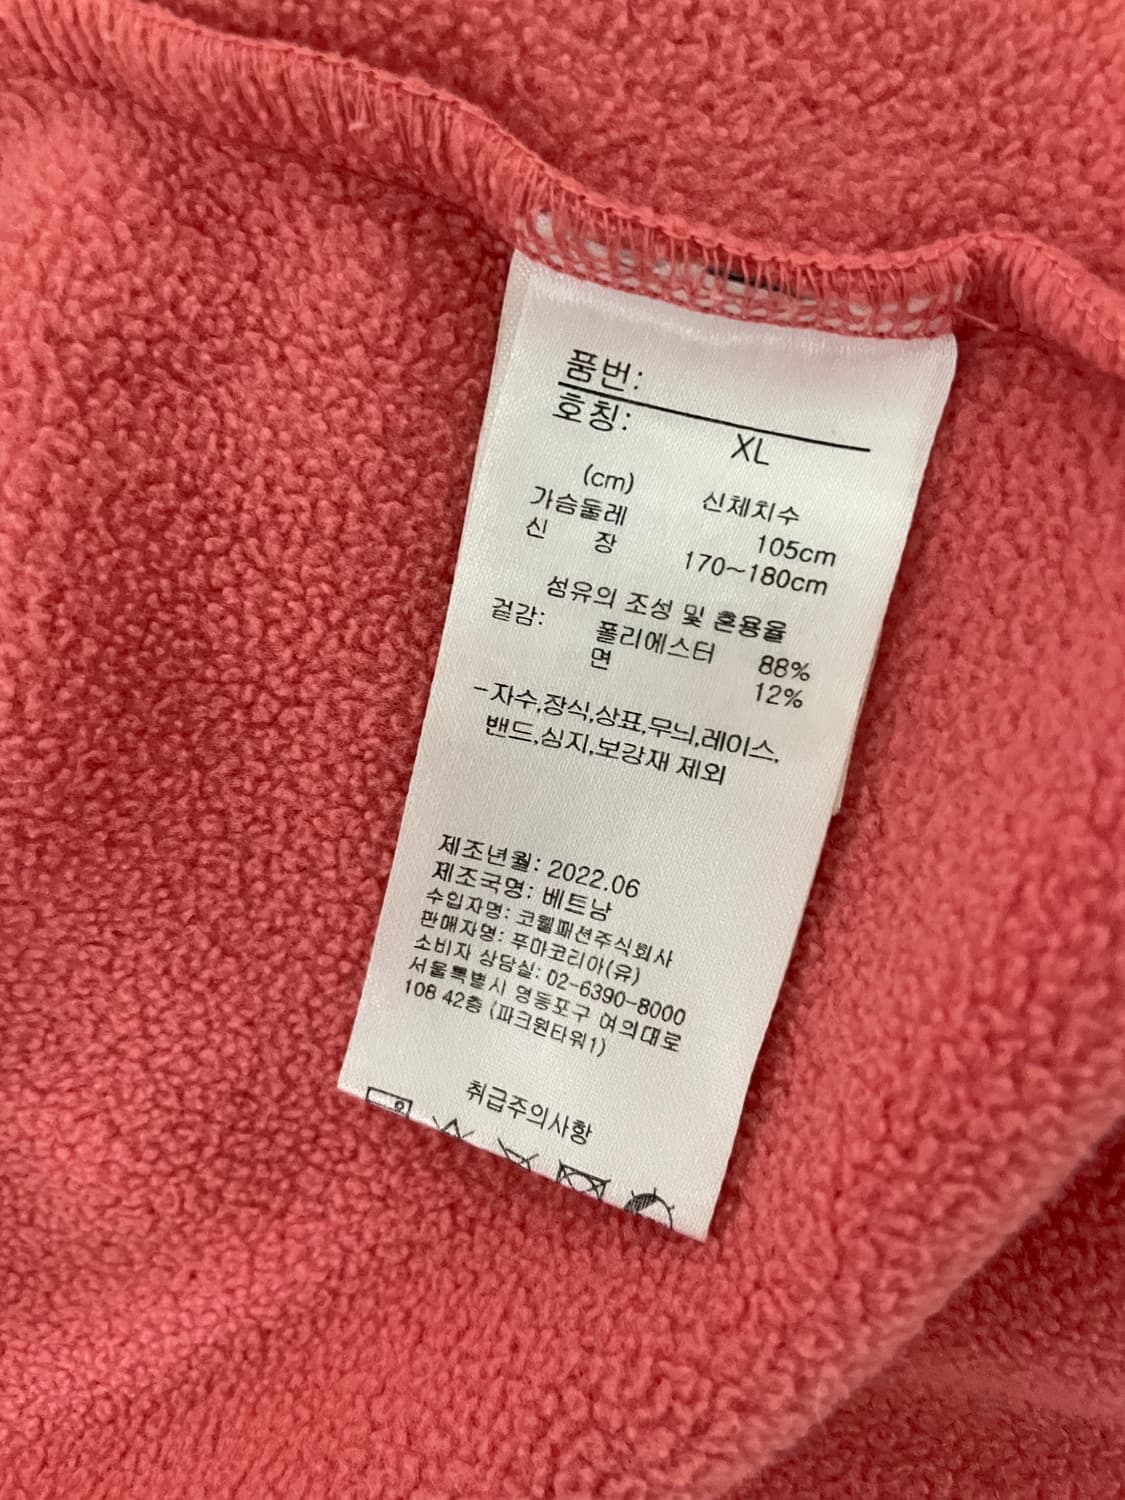 품번:
호칭: XL
(cm) 신체치수
가슴둘레 105cm
신 장 170~180cm
섬유의 조성 및 혼용율
겉감: 폴리에스터 88%
면 12%
-자수,장식,상표,무늬,레이스,
밴드,심지,보강재 제외
제조년월: 2022.06
제조국명: 베트남
수입자명: 코웰패션주식회사
판매자명: 푸마코리아(유)
소비자 상담실: 02-6390-8000
서울특별시 영등포구 여의대로
108 42층 (파크원타워1)
취급주의사항